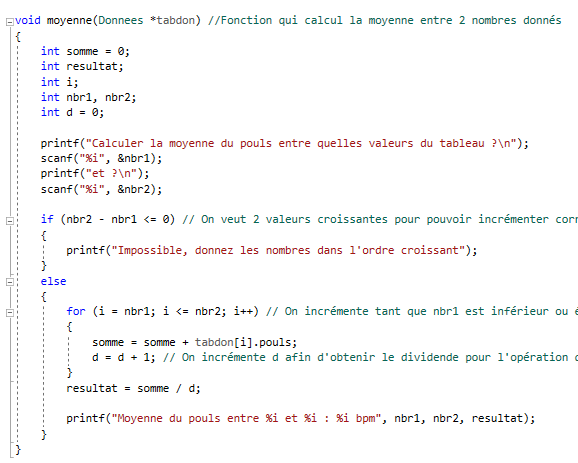 void moyenne(Donnees *tabdon) //Fonction qui calcul la moyenne entre 2 nombres donnés
{
int somme = 0;
int resultat;
int i;
int nbr1, nbr2;
int d = 0;
printf("Calculer la moyenne du pouls entre quelles valeurs du tableau ?\n");
scanf("%i", &nbr1);
printf("et ?\n");
scanf("%i", &nbr2);
if (nbr2 - nbr1 <= 0) // On veut 2 valeurs croissantes pour pouvoir incrémenter
{
printf("Impossible, donnez les nombres dans l'ordre croissant");
}
else
{
for (i = nbr1; i <= nbr2; i++) // On incrémente tant que nbr1 est inférieur ou
{
somme = somme + tabdon[i].pouls;
d = d + 1; // On incrémente d afin d'obtenir le dividende pour l'opération
}
resultat = somme / d;
printf("Moyenne du pouls entre %i et %i : %i bpm", nbr1, nbr2, resultat);
}
}